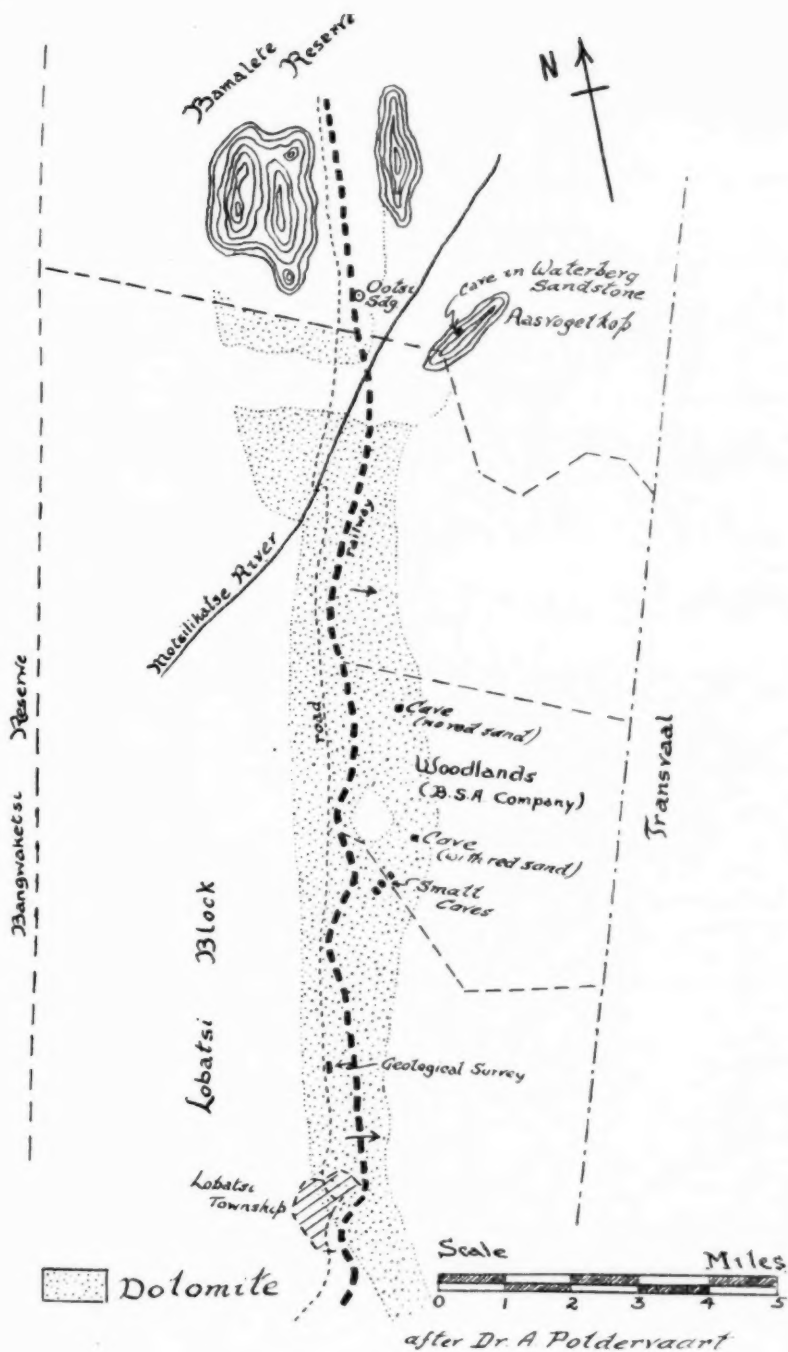 Bamalete Reserve
N
Ootsi
Sdg
Cave in Waterberg
Sandstone
Aasvogelkop
Motsilikatse River
railway
road
Bangwaketsi Reserve
Cave
(no red sand)
Woodlands
(B.S.A. Company)
Transvaal
Cave
(with red sand)
Small
Caves
Lobatsi Block
Geological Survey
Lobatsi
Township
Dolomite
Scale Miles
0 1 2 3 4 5
after Dr. A. Poldervaart